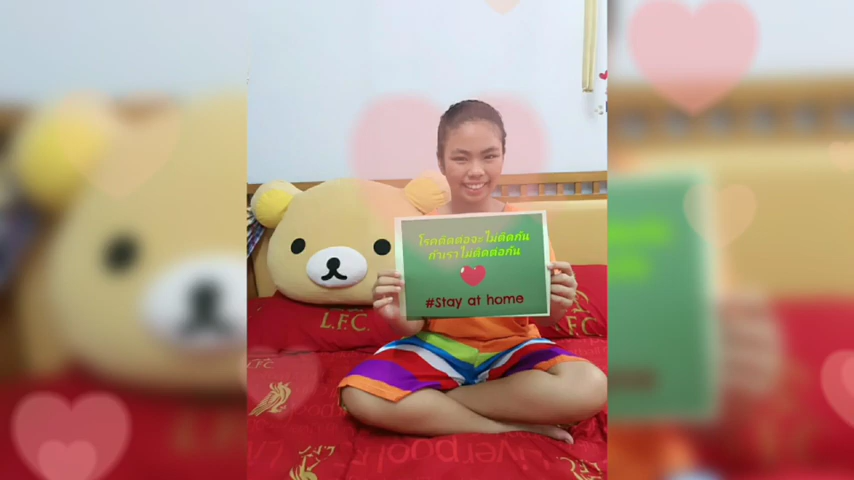 โรคติดต่อจะไม่ติดกัน
ถ้าเราไม่ติดต่อกัน
#Stay at home
L.F.C.
F.C.
Liverpool